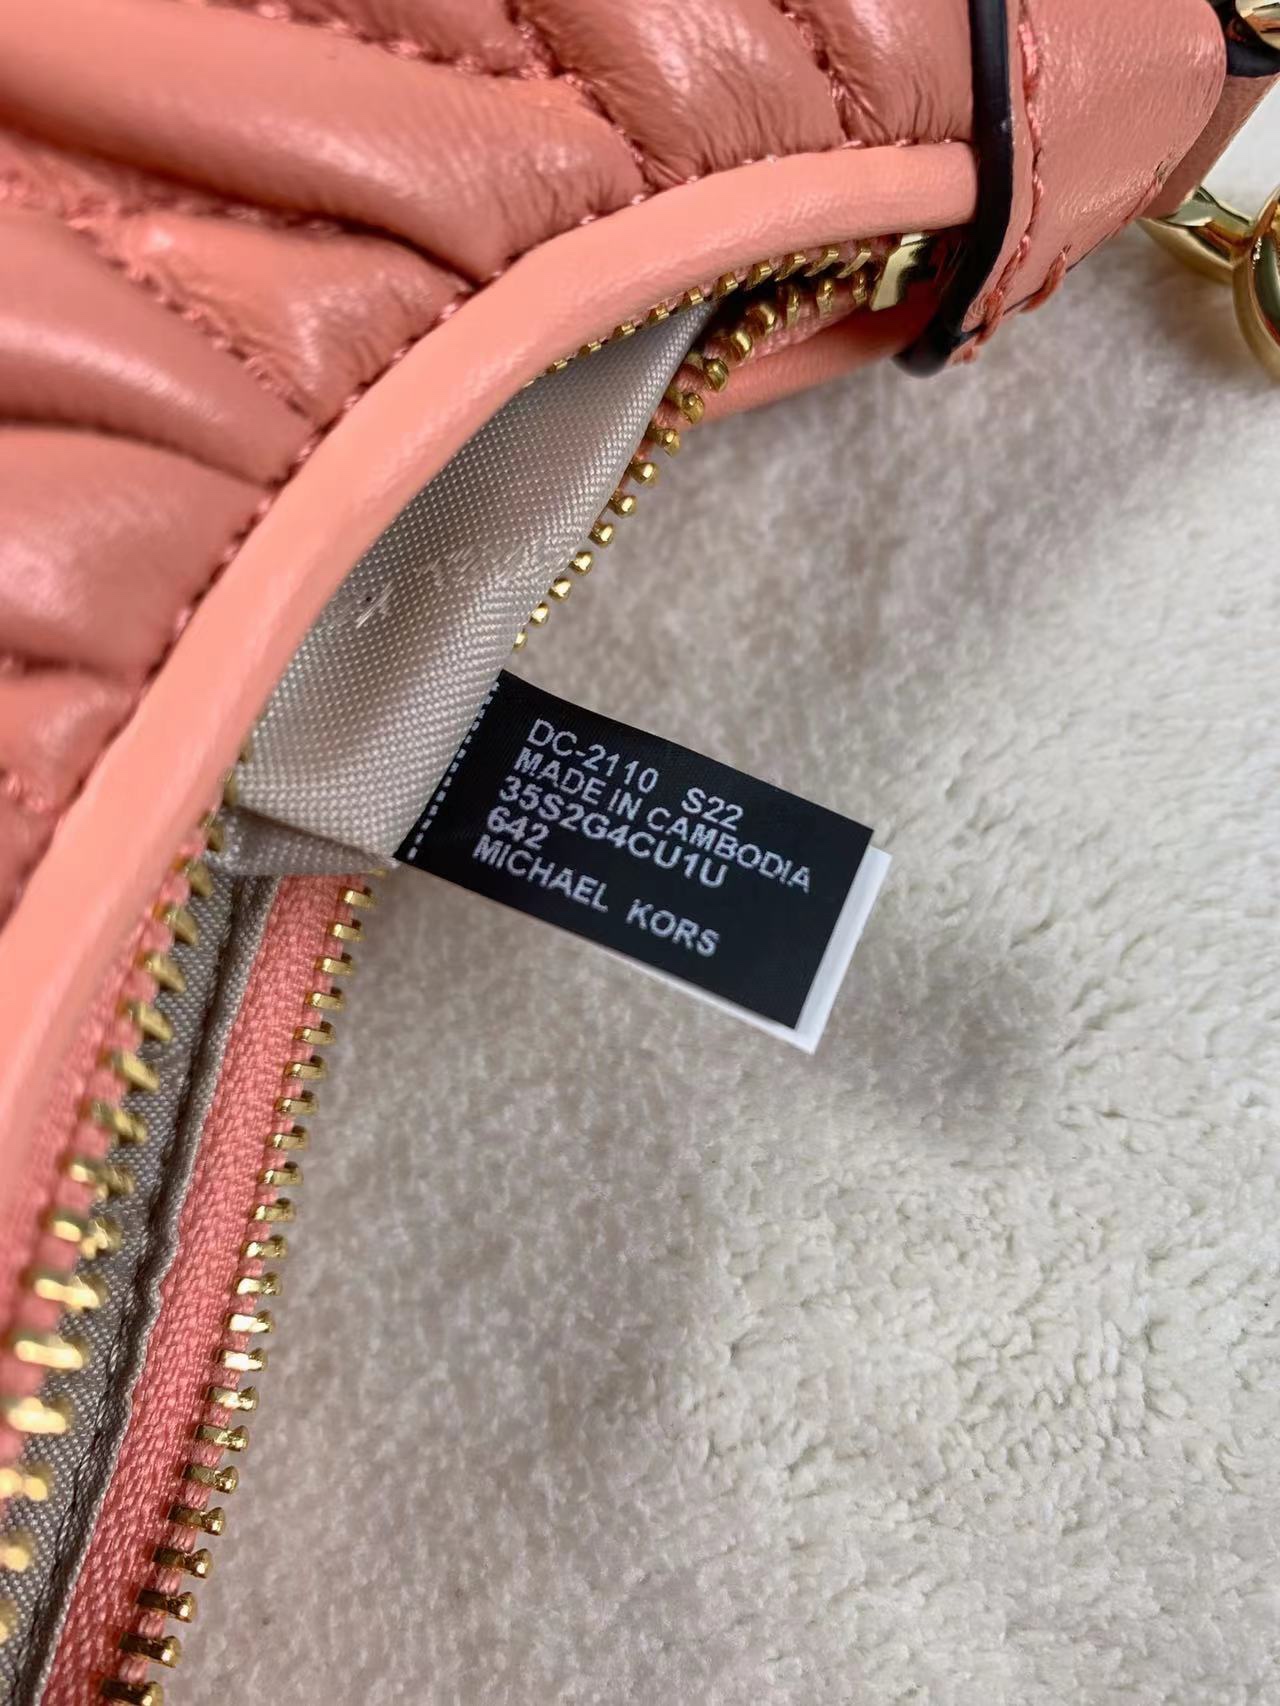 DC-2110 S22
MADE IN CAMBODIA
35S2G4CU1U
642
MICHAEL KORS